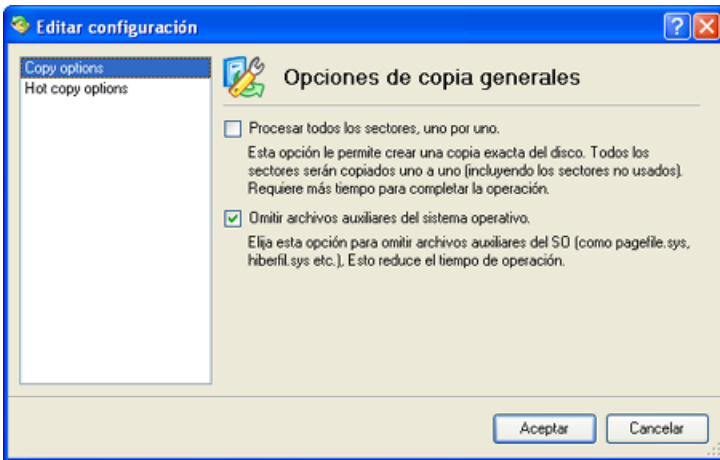 Editar configuración
Copy options
Hot copy options
Opciones de copia generales
Procesar todos los sectores, uno por uno.
Esta opción le permite crear una copia exacta del disco. Todos los
sectores serán copiados uno a uno (incluyendo los sectores no usados).
Requiere más tiempo para completar la operación.
Omitir archivos auxiliares del sistema operativo.
Elija esta opción para omitir archivos auxiliares del SO (como pagefile.sys,
hiberfil.sys etc.), Esto reduce el tiempo de operación.
Aceptar
Cancelar